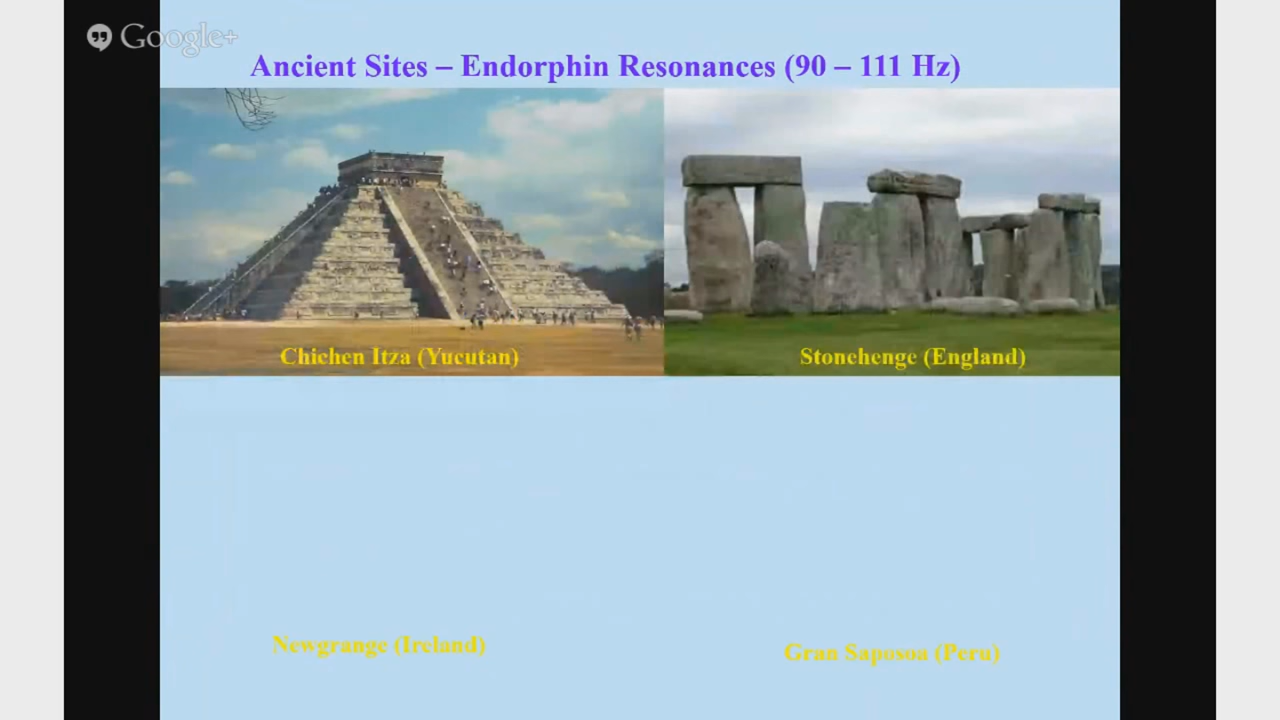 Google+
Ancient Sites – Endorphin Resonances (90 – 111 Hz)
Chichen Itza (Yucutan)
Stonehenge (England)
Newgrange (Ireland)
Gran Saposoa (Peru)